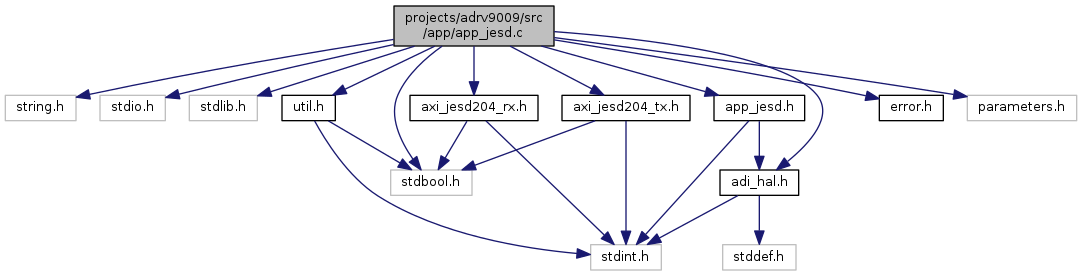 projects/adrv9009/src
/app/app_jesd.c
string.h
stdio.h
stdlib.h
util.h
axi_jesd204_rx.h
axi_jesd204_tx.h
app_jesd.h
error.h
parameters.h
stdbool.h
adi_hal.h
stdint.h
stddef.h